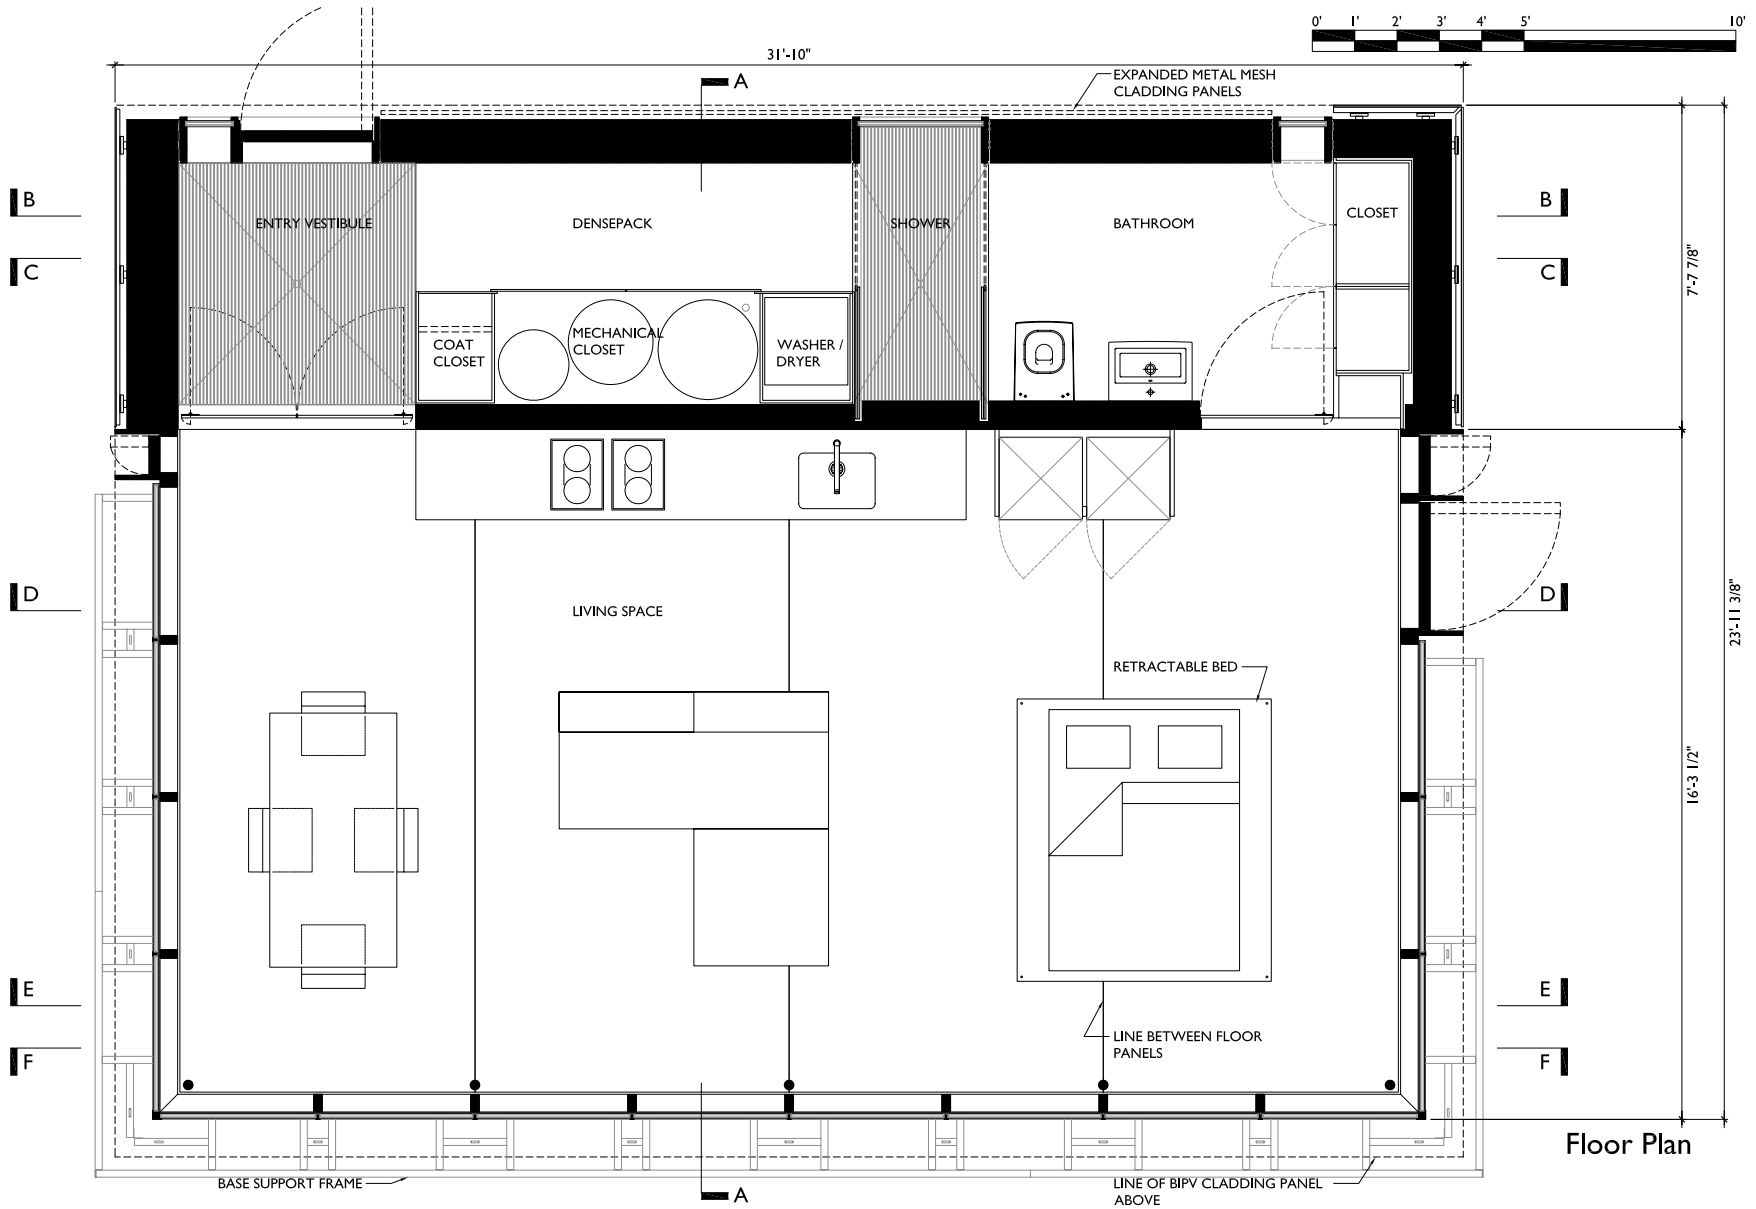 0' 1' 2' 3' 4' 5' 10'
31'-10"
A
EXPANDED METAL MESH
CLADDING PANELS
B
B
ENTRY VESTIBULE
DENSEPACK
SHOWER
BATHROOM
CLOSET
C
C
7'-7 7/8"
COAT
CLOSET
MECHANICAL
CLOSET
WASHER /
DRYER
D
D
LIVING SPACE
23'-11 3/8"
RETRACTABLE BED
16'-3 1/2"
E
E
LINE BETWEEN FLOOR
PANELS
F
F
Floor Plan
BASE SUPPORT FRAME
A
LINE OF BIPV CLADDING PANEL
ABOVE